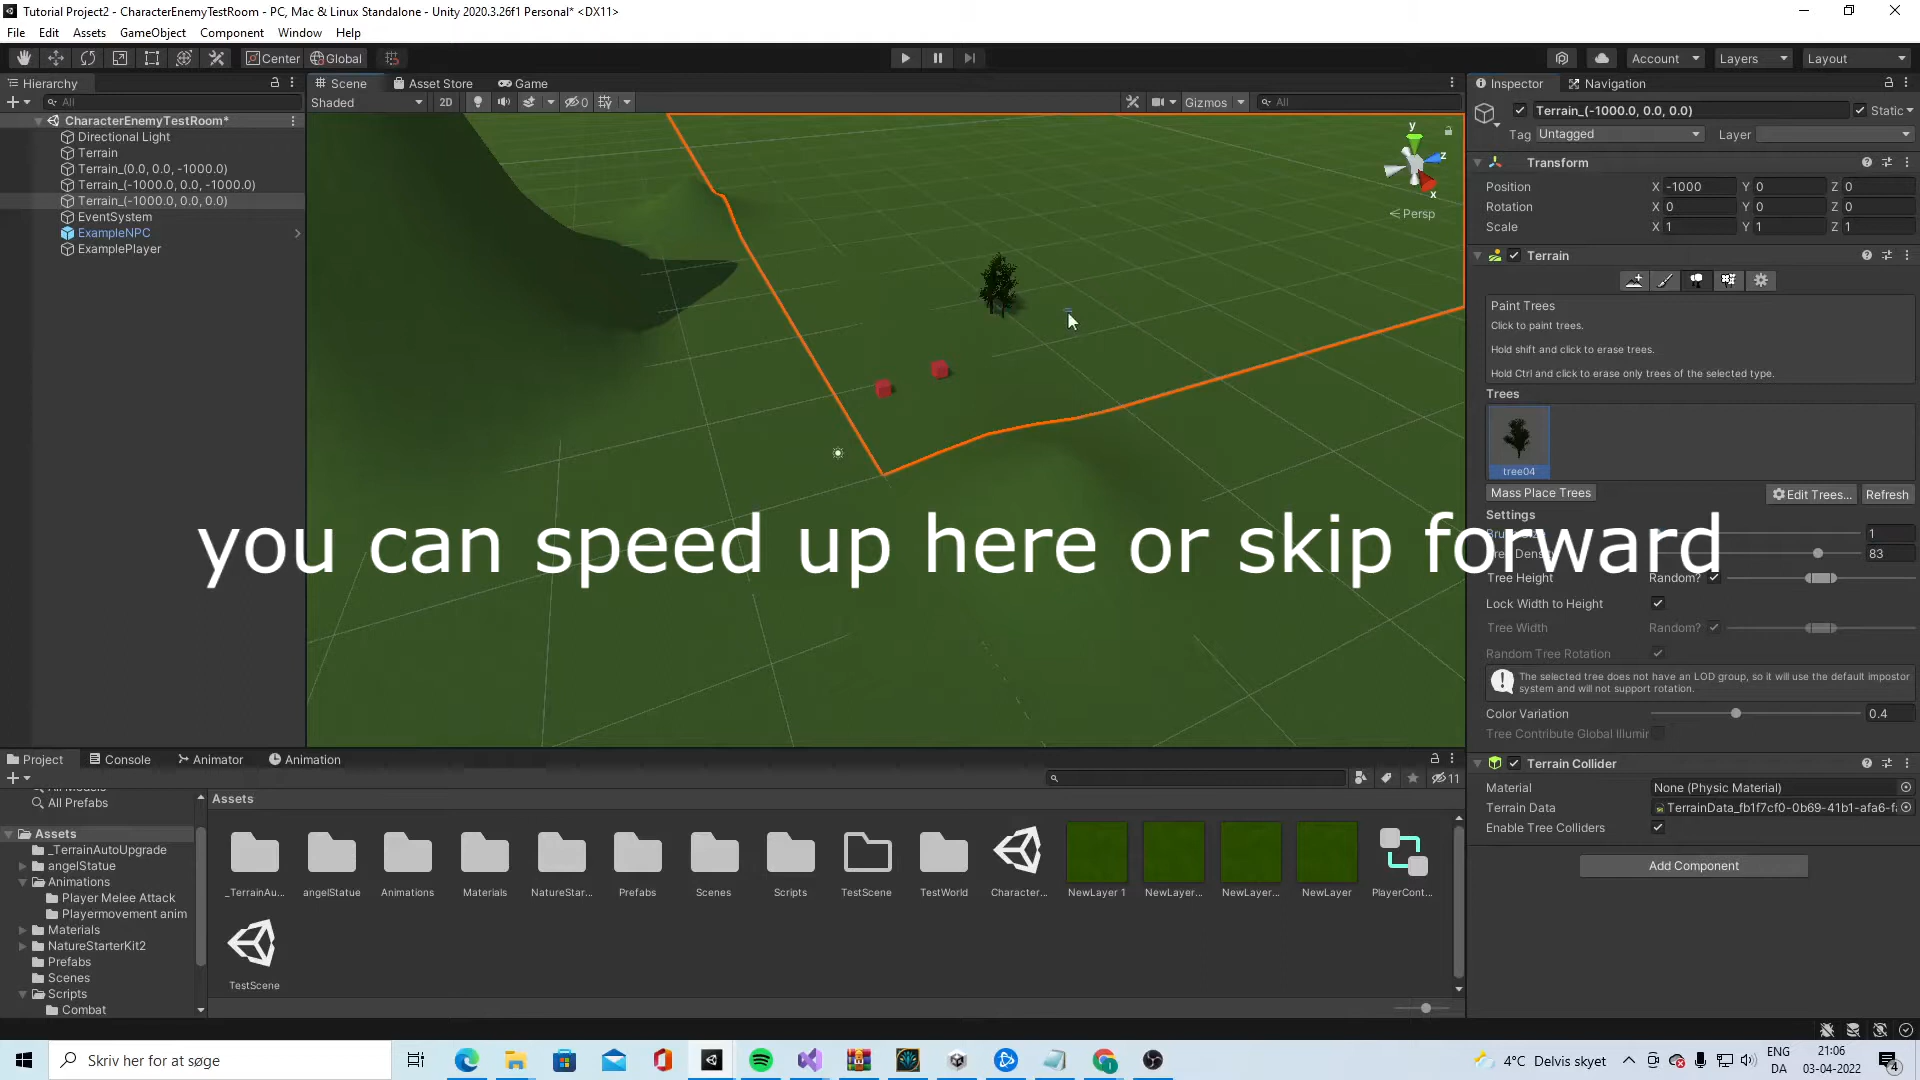 Tutorial Project2 - CharacterEnemyTestRoom - PC, Mac & Linux Standalone - Unity 2020.3.26f1 Personal* <DX11>
File Edit Assets GameObject Component Window Help
Center Global Account Layers Layout
Hierarchy
All
CharacterEnemyTestRoom*
Directional Light
Terrain
Terrain_(0.0, 0.0, -1000.0)
Terrain_(-1000.0, 0.0, -1000.0)
Terrain_(-1000.0, 0.0, 0.0)
EventSystem
ExampleNPC
ExamplePlayer
Scene Asset Store Game
Shaded 2D 0 Gizmos All
y
z
x
Persp
you can speed up here or skip forward
Inspector Navigation
Terrain_(-1000.0, 0.0, 0.0) Static
Tag Untagged Layer
Transform
Position X -1000 Y 0 Z 0
Rotation X 0 Y 0 Z 0
Scale X 1 Y 1 Z 1
Terrain
Paint Trees
Click to paint trees.
Hold shift and click to erase trees.
Hold Ctrl and click to erase only trees of the selected type.
Trees
tree04
Mass Place Trees Edit Trees... Refresh
Settings
1
83
Tree Height Random?
Lock Width to Height
Tree Width Random?
Random Tree Rotation
The selected tree does not have an LOD group, so it will use the default impostor
system and will not support rotation.
Color Variation 0.4
Tree Contribute Global Illumir
Terrain Collider
Material None (Physic Material)
Terrain Data TerrainData_fb1f7cf0-0b69-41b1-afa6-fa
Enable Tree Colliders
Add Component
Project Console Animator Animation
11
All Prefabs
Assets
_TerrainAutoUpgrade
angelStatue
Animations
Player Melee Attack
Playermovement anim
Materials
NatureStarterKit2
Prefabs
Scenes
Scripts
Combat
Assets
_TerrainAu... angelStatue Animations Materials NatureStar... Prefabs Scenes Scripts TestScene TestWorld Character... NewLayer 1 NewLayer... NewLayer... NewLayer PlayerCont...
TestScene
Skriv her for at søge
4°C Delvis skyet
ENG
DA
21:06
03-04-2022
4